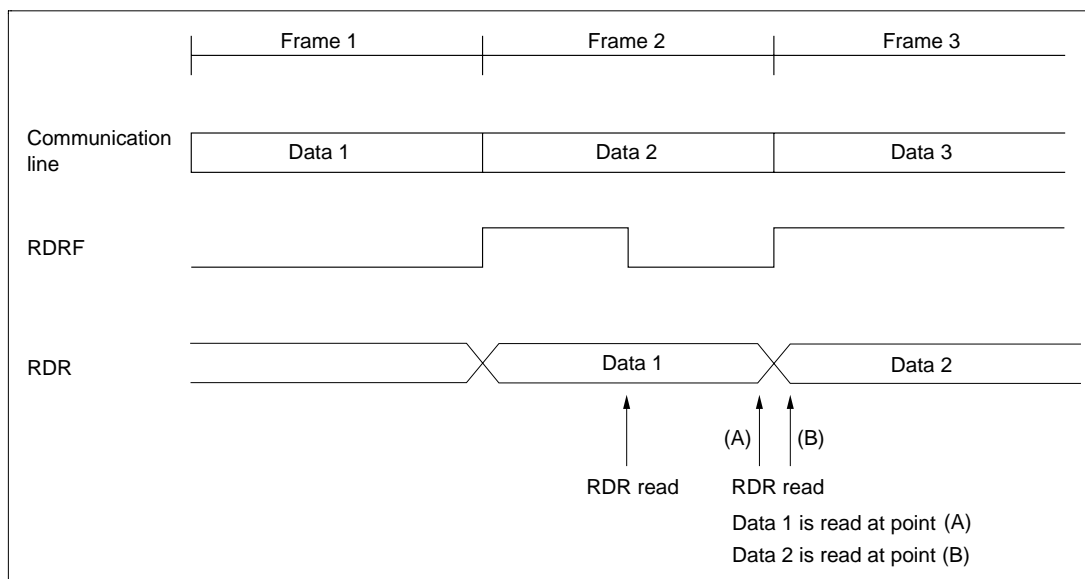 Frame 1 Frame 2 Frame 3
Communication
line
Data 1 Data 2 Data 3
RDRF
RDR
Data 1 Data 2
(A) (B)
RDR read RDR read
Data 1 is read at point (A)
Data 2 is read at point (B)